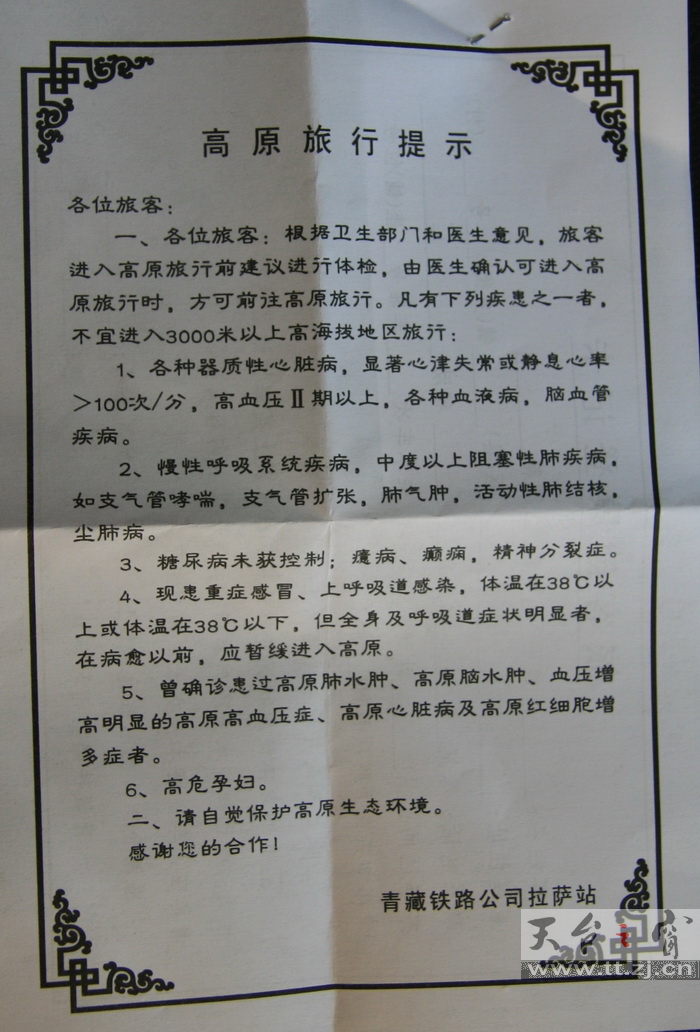 高原旅行提示
各位旅客：
一、各位旅客：根据卫生部门和医生意见，旅客
进入高原旅行前建议进行体检，由医生确认可进入高
原旅行时，方可前往高原旅行。凡有下列疾患之一者，
不宜进入3000米以上高海拔地区旅行：
1、各种器质性心脏病，显著心律失常或静息心率
>100次/分，高血压Ⅱ期以上，各种血液病，脑血管
疾病。
2、慢性呼吸系统疾病，中度以上阻塞性肺疾病，
如支气管哮喘，支气管扩张，肺气肿，活动性肺结核，
尘肺病。
3、糖尿病未获控制；癔病、癫痫，精神分裂症。
4、现患重症感冒、上呼吸道感染，体温在38℃以
上或体温在38℃以下，但全身及呼吸道症状明显者，
在病愈以前，应暂缓进入高原。
5、曾确诊患过高原肺水肿、高原脑水肿、血压增
高明显的高原高血压症、高原心脏病及高原红细胞增
多症者。
6、高危孕妇。
二、请自觉保护高原生态环境。
感谢您的合作！
青藏铁路公司拉萨站
天台之窗
www.ttzj.cn